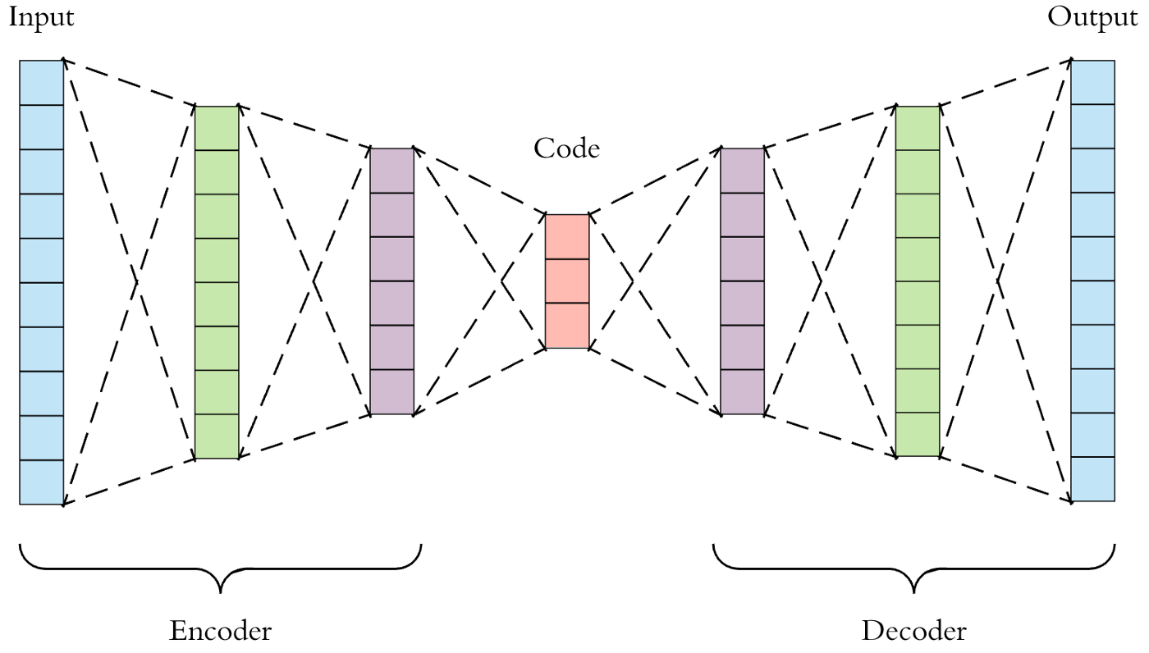 Input
Output
Code
Encoder
Decoder